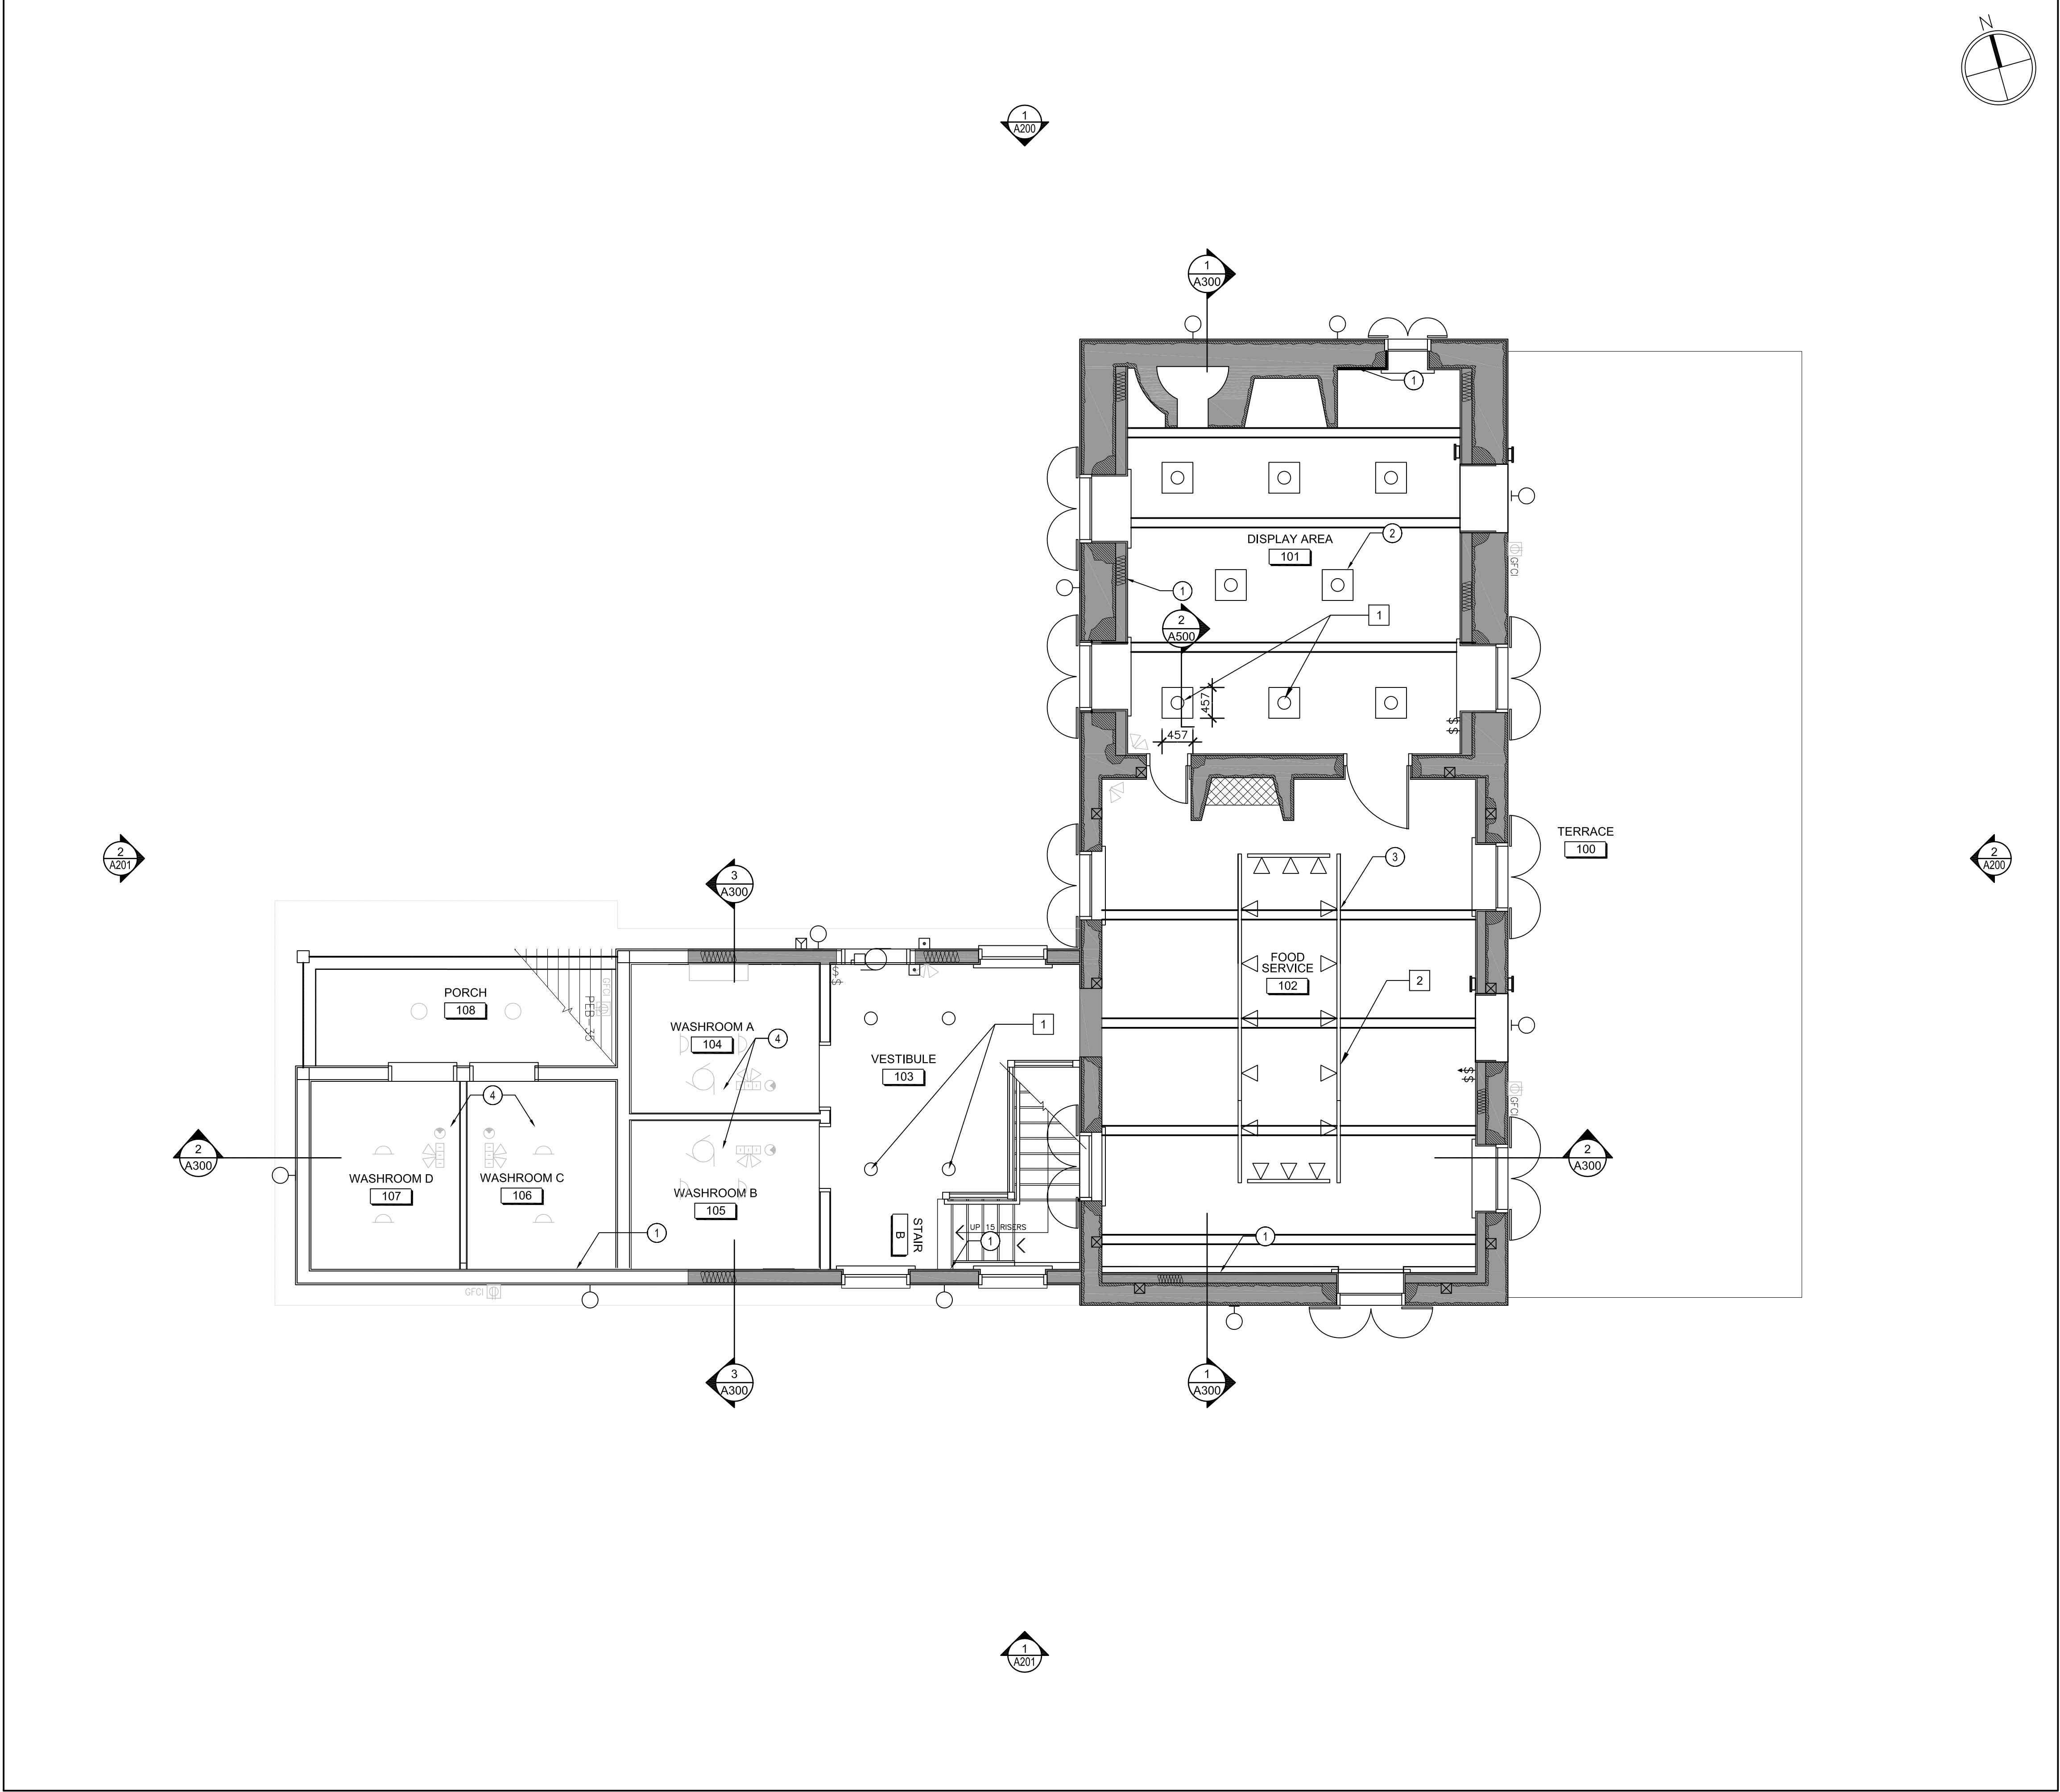 N
1
A200
1
A300
1
2
DISPLAY AREA
101
GFCI
1
1
2
A500
457
457
$
$
TERRACE
100
2
A201
3
2
A200
3
A300
FOOD
SERVICE
102
2
$
$
PORCH
108
GFCI
PEB-35
WASHROOM A
104
4
1
VESTIBULE
103
$
$
GFCI
4
2
A300
WASHROOM D
107
WASHROOM C
106
WASHROOM B
105
2
A300
STAIR
B
UP 15 RISERS
1
1
1
GFCI
3
A300
1
A300
1
A201